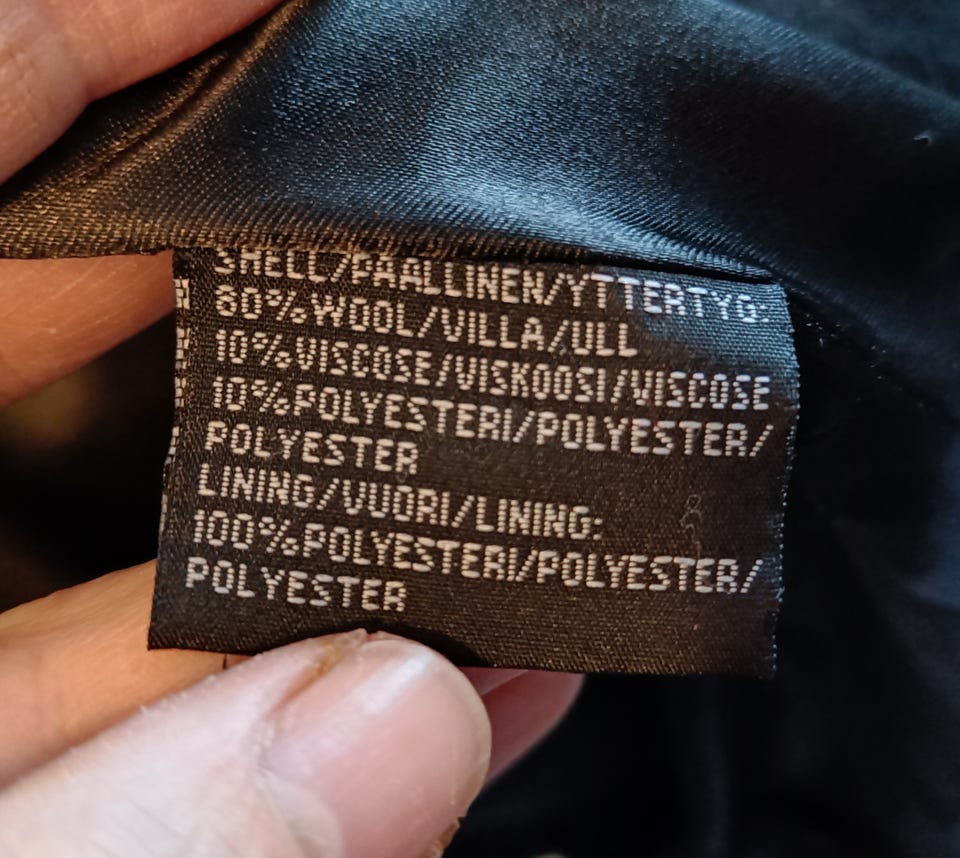 SHELL/PÄÄLLINEN/YTTERTYG:
80%WOOL/VILLA/ULL
10%VISCOSE/VISKOOSI/VISCOSE
10%POLYESTERI/POLYESTER/
POLYESTER
LINING/VUORI/LINING:
100%POLYESTERI/POLYESTER/
POLYESTER